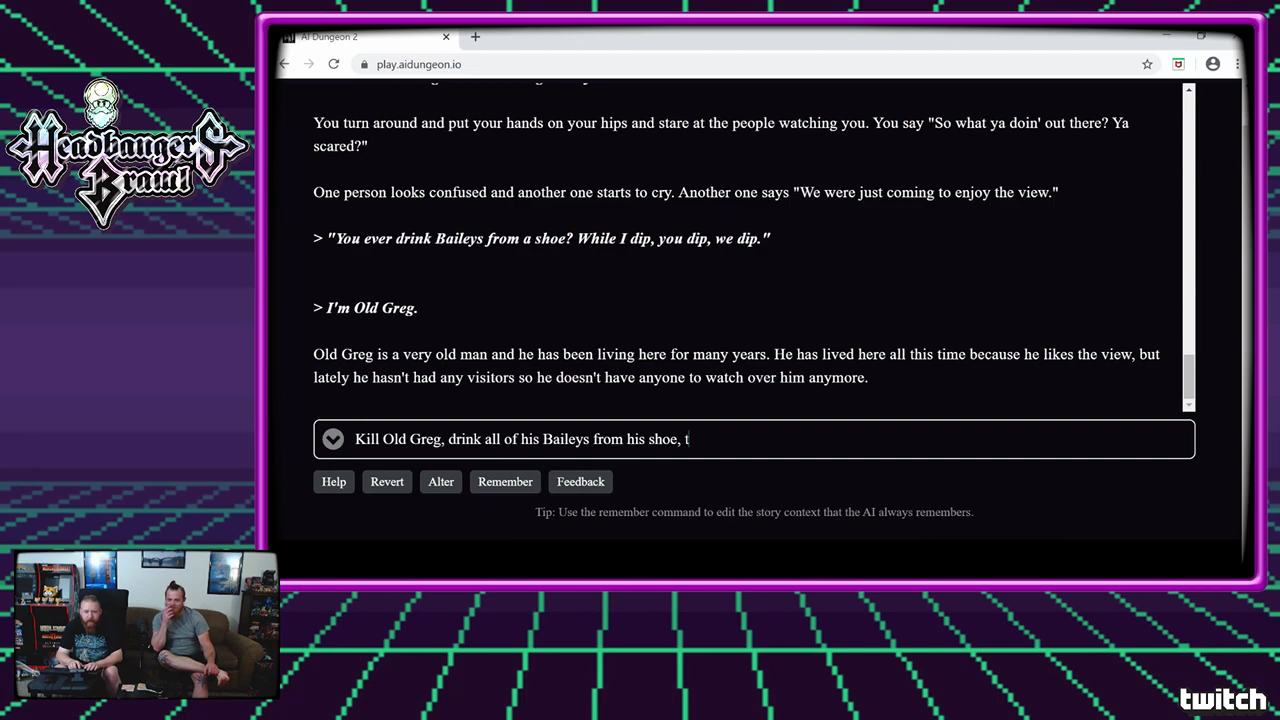 AI Dungeon 2
play.aidungeon.io
Headbangers
Brawl
You turn around and put your hands on your hips and stare at the people watching you. You say "So what ya doin' out there? Ya
scared?"
One person looks confused and another one starts to cry. Another one says "We were just coming to enjoy the view."
> "You ever drink Baileys from a shoe? While I dip, you dip, we dip."
> I'm Old Greg.
Old Greg is a very old man and he has been living here for many years. He has lived here all this time because he likes the view, but
lately he hasn't had any visitors so he doesn't have anyone to watch over him anymore.
Kill Old Greg, drink all of his Baileys from his shoe, t
Help Revert Alter Remember Feedback
Tip: Use the remember command to edit the story context that the AI always remembers.
twitch